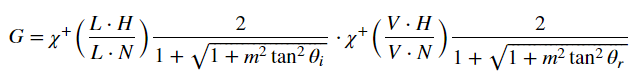 G = χ⁺ ( (L · H) / (L · N) ) 2 / (1 + √(1 + m² tan² θᵢ)) · χ⁺ ( (V · H) / (V · N) ) 2 / (1 + √(1 + m² tan² θᵣ))